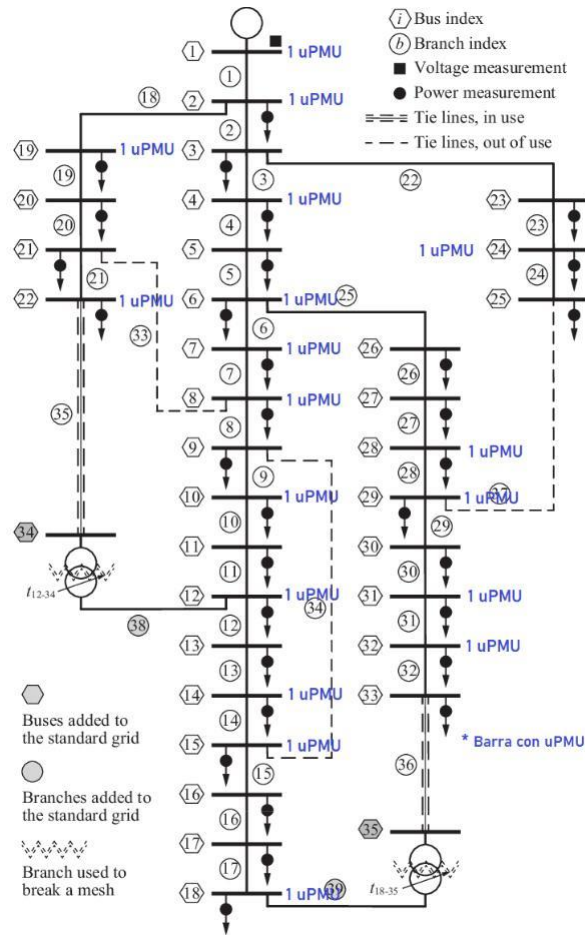 i Bus index
b Branch index
Voltage measurement
Power measurement
Tie lines, in use
Tie lines, out of use
1 1 uPMU
1
18
2 1 uPMU
2
19 1 uPMU
3
19
3
22
20
4 1 uPMU
23
20
4
23
21
5
1 uPMU 24
21
5
24
22 1 uPMU
6 1 uPMU
25
25
33
6
7 1 uPMU
26
7
26
35
8 1 uPMU
27
8
27
9
28 1 uPMU
9
28
37
10 1 uPMU
29 1 uPMU
34
10
29
11
30
t12-34
11
30
38
12 1 uPMU
34
31 1 uPMU
12
31
13
32 1 uPMU
13
32
14 1 uPMU
33
Buses added to
the standard grid
14
* Barra con uPMU
15 1 uPMU
15
36
Branches added to
the standard grid
16
16
35
17
Branch used to
break a mesh
17
39
t18-35
18 1 uPMU